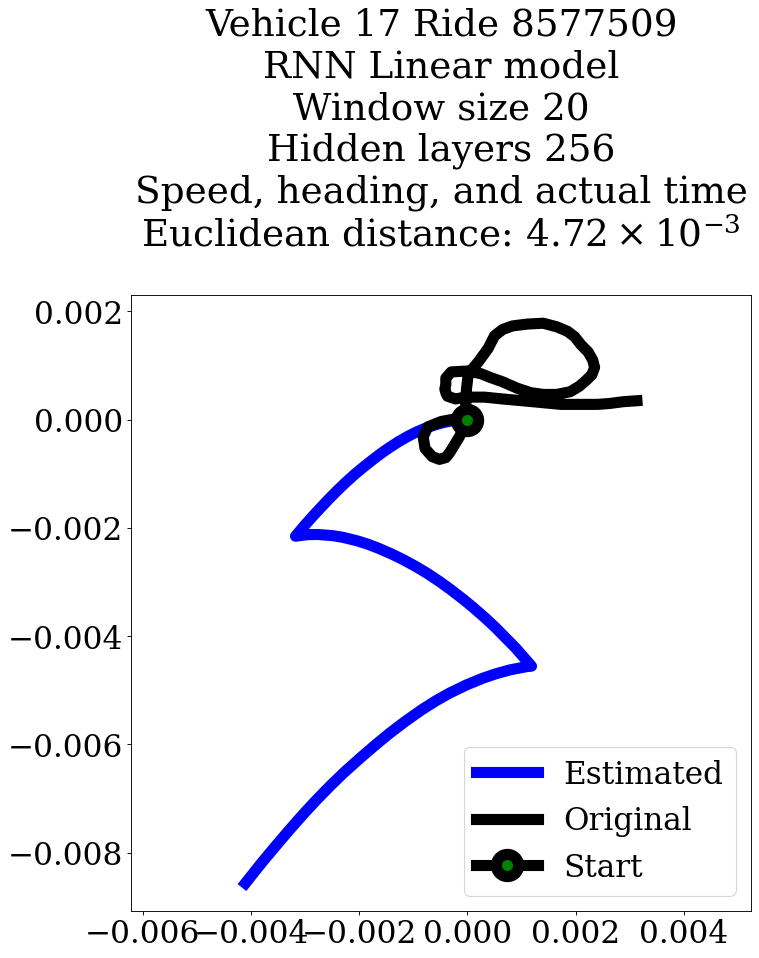 Vehicle 17 Ride 8577509
RNN Linear model
Window size 20
Hidden layers 256
Speed, heading, and actual time
Euclidean distance: 4.72 × 10⁻³
0.002
0.000
−0.002
−0.004
−0.006
−0.008
Estimated
Original
Start
−0.006 −0.004 −0.002 0.000 0.002 0.004